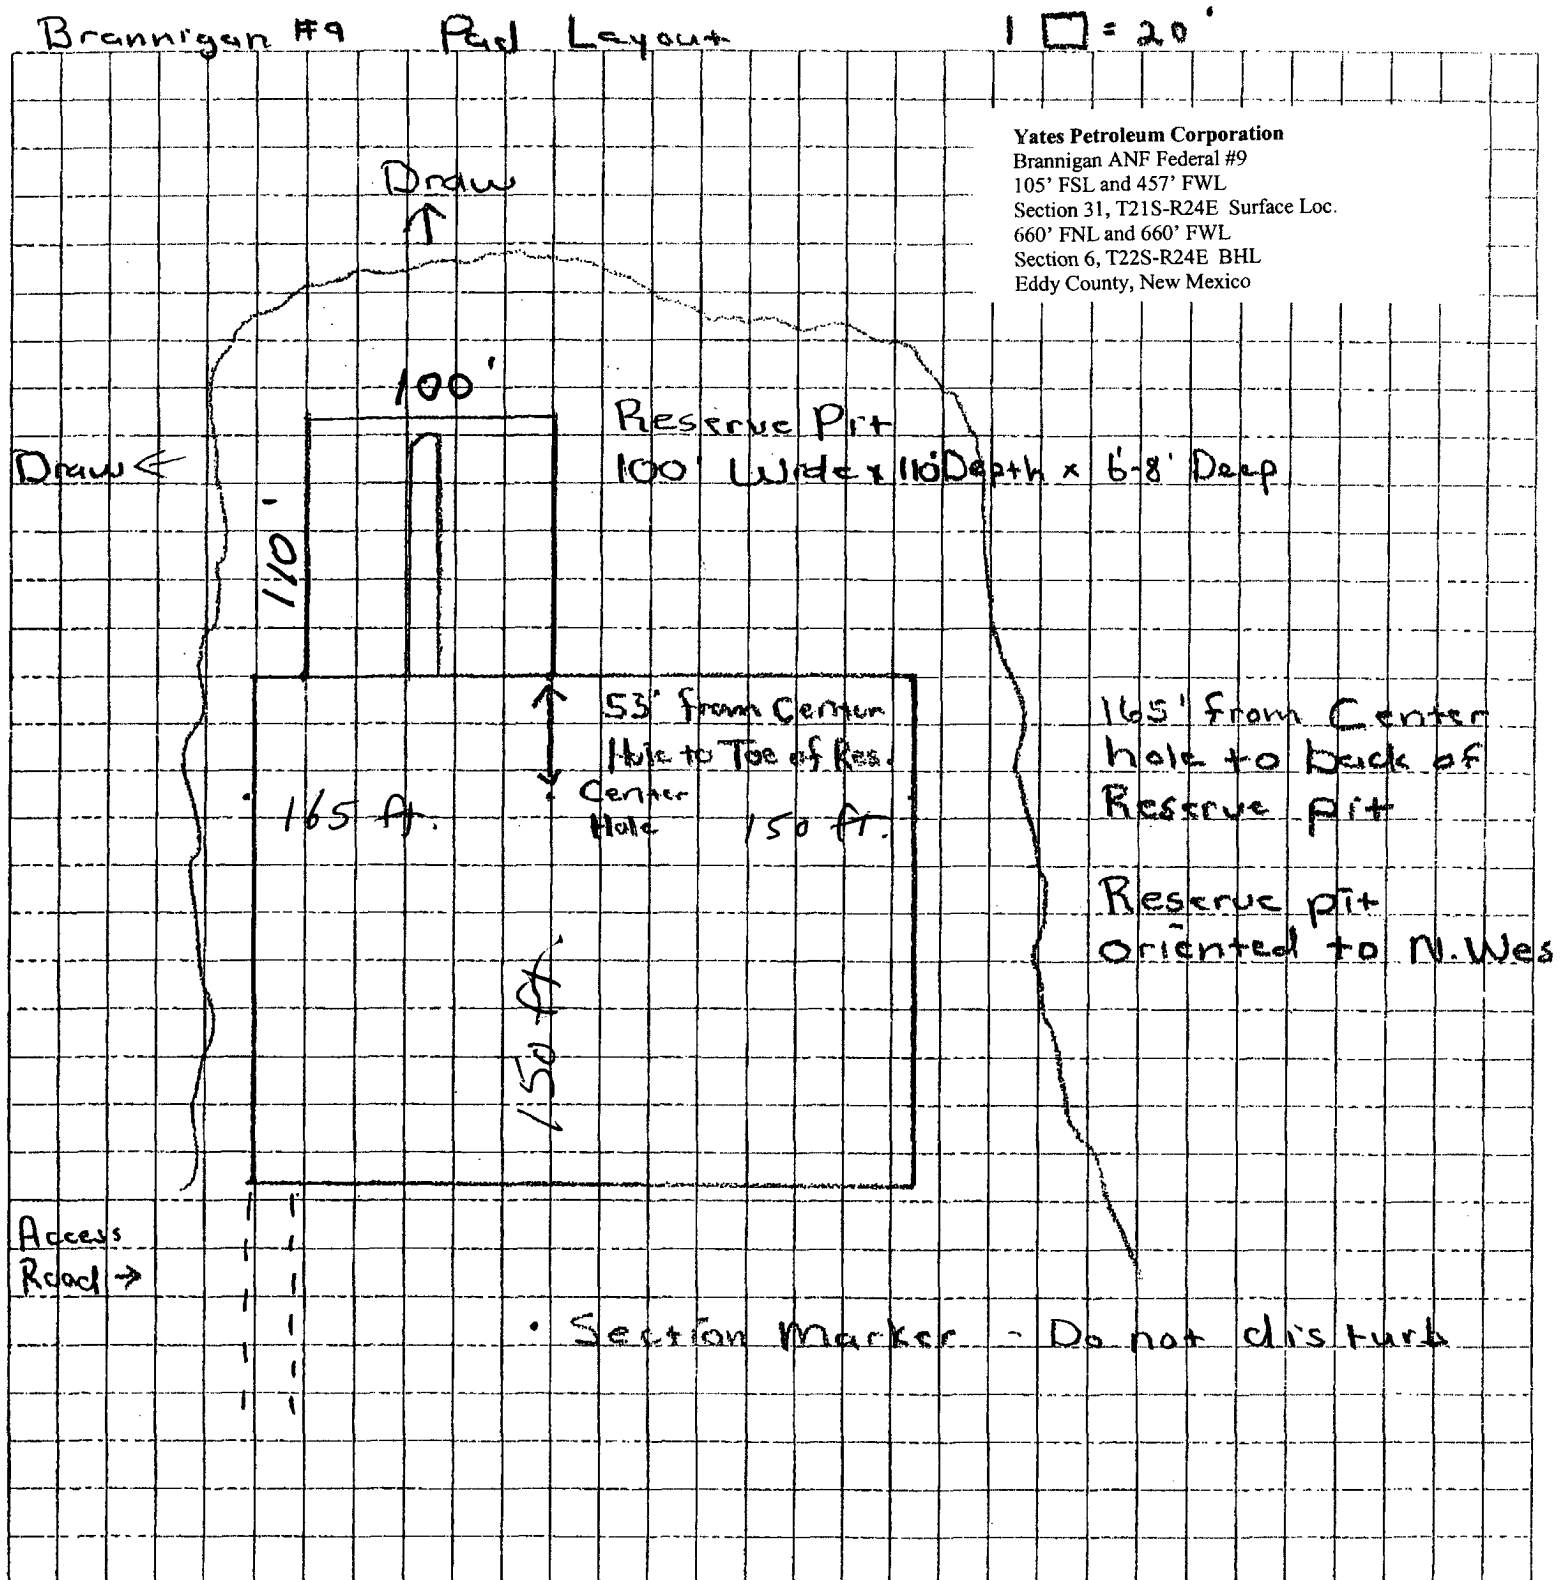 Brannigan #9 Pad Layout 1 □ = 20'
Yates Petroleum Corporation
Brannigan ANF Federal #9
105' FSL and 457' FWL
Section 31, T21S-R24E Surface Loc.
660' FNL and 660' FWL
Section 6, T22S-R24E BHL
Eddy County, New Mexico
Draw
↑
100'
Reserve Pit
100' Wide x 110' Depth x 6-8' Deep
Draw ←
110'
53' from Center
Hole to Toe of Res.
Center
Hole
165 ft.
150 ft.
165' from Center
hole to back of
Reserve pit
Reserve pit
oriented to N.Wes
150 ft.
Access
Road →
· Section Marker - Do not disturb